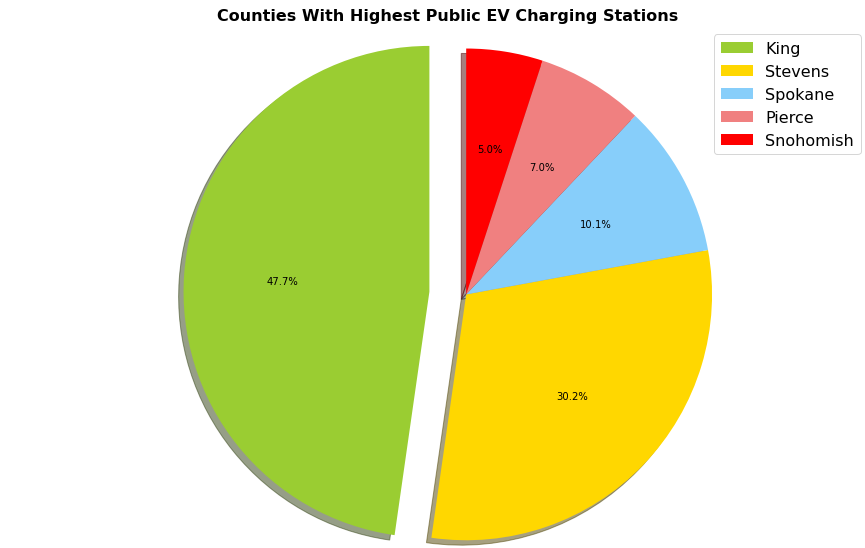 Counties With Highest Public EV Charging Stations
King
Stevens
Spokane
Pierce
Snohomish
5.0%
7.0%
10.1%
47.7%
30.2%